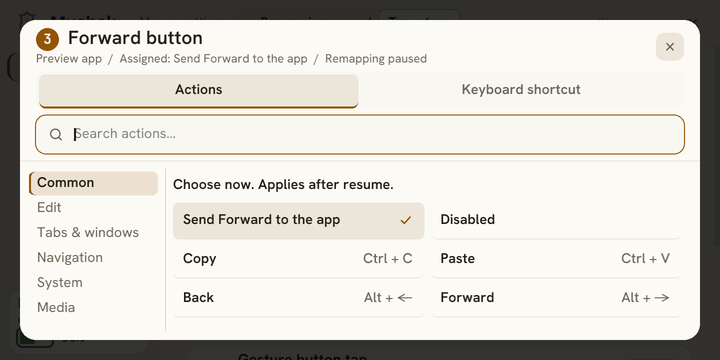 3 Forward button
Preview app / Assigned: Send Forward to the app / Remapping paused
Actions
Keyboard shortcut
Search actions...
Common
Edit
Tabs & windows
Navigation
System
Media
Choose now. Applies after resume.
Send Forward to the app
Disabled
Copy Ctrl + C
Paste Ctrl + V
Back Alt + ←
Forward Alt + →
Gesture button tap